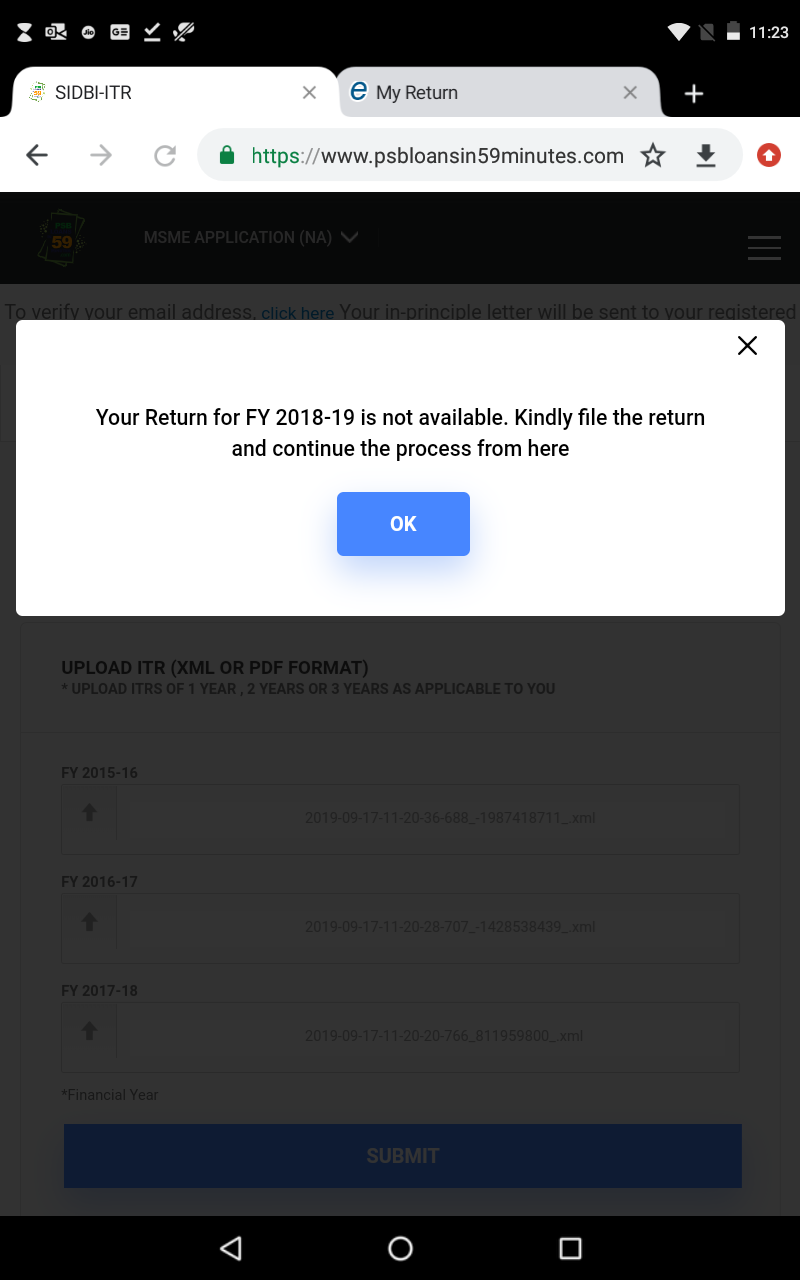 11:23
SIDBI-ITR
My Return
https://www.psbloansin59minutes.com
PSB
59
MSME APPLICATION (NA)
To verify your email address, click here Your in-principle letter will be sent to your registered
Your Return for FY 2018-19 is not available. Kindly file the return
and continue the process from here
OK
UPLOAD ITR (XML OR PDF FORMAT)
* UPLOAD ITRS OF 1 YEAR , 2 YEARS OR 3 YEARS AS APPLICABLE TO YOU
FY 2015-16
2019-09-17-11-20-36-688_-1987418711_.xml
FY 2016-17
2019-09-17-11-20-28-707_-1428538439_.xml
FY 2017-18
2019-09-17-11-20-20-766_811959800_.xml
*Financial Year
SUBMIT